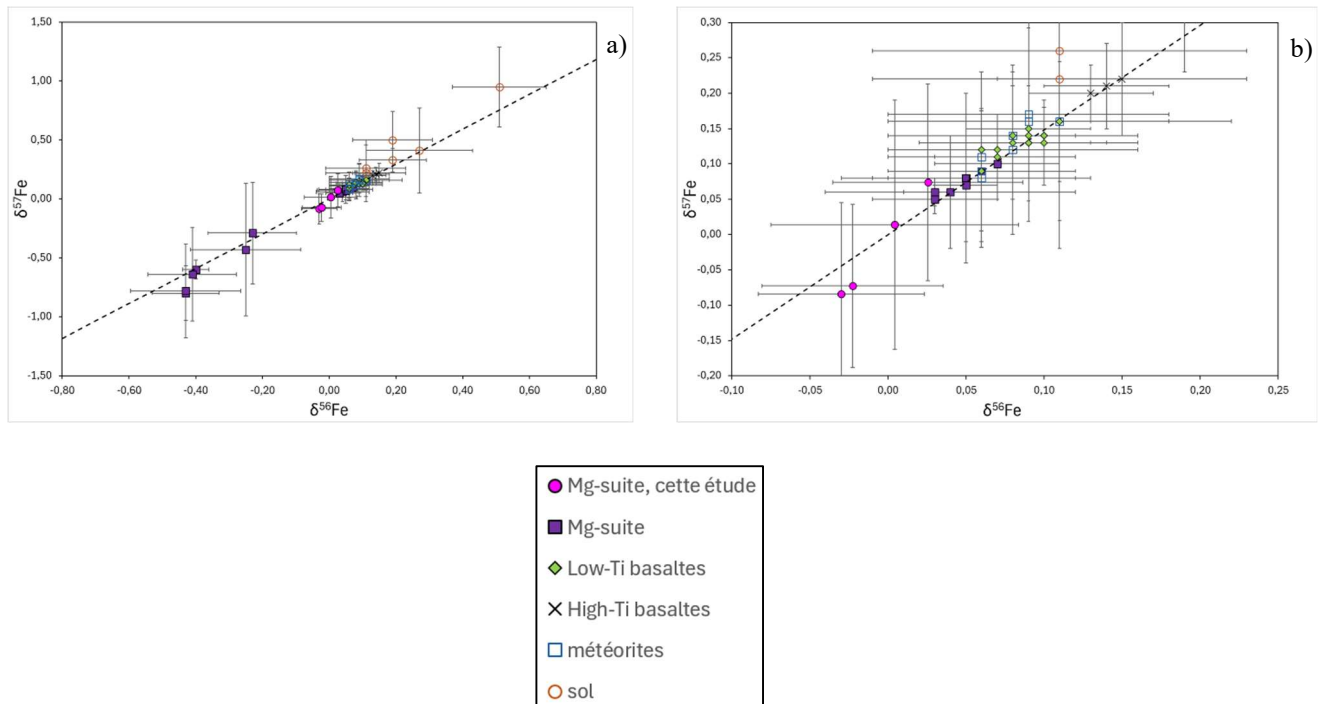 a)
1,50
1,00
0,50
0,00
-0,50
-1,00
-1,50
δ⁵⁷Fe
-0,80 -0,60 -0,40 -0,20 0,00 0,20 0,40 0,60 0,80
δ⁵⁶Fe
b)
0,30
0,25
0,20
0,15
0,10
0,05
0,00
-0,05
-0,10
-0,15
-0,20
δ⁵⁷Fe
-0,10 -0,05 0,00 0,05 0,10 0,15 0,20 0,25
δ⁵⁶Fe
Mg-suite, cette étude
Mg-suite
Low-Ti basaltes
High-Ti basaltes
météorites
sol